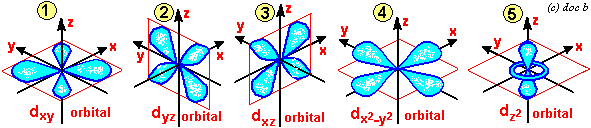 1 2 3 4 5 (c) doc b
z z z z z
y x y x y x y x y x
dxy orbital dyz orbital dxz orbital dx²-y² orbital dz² orbital